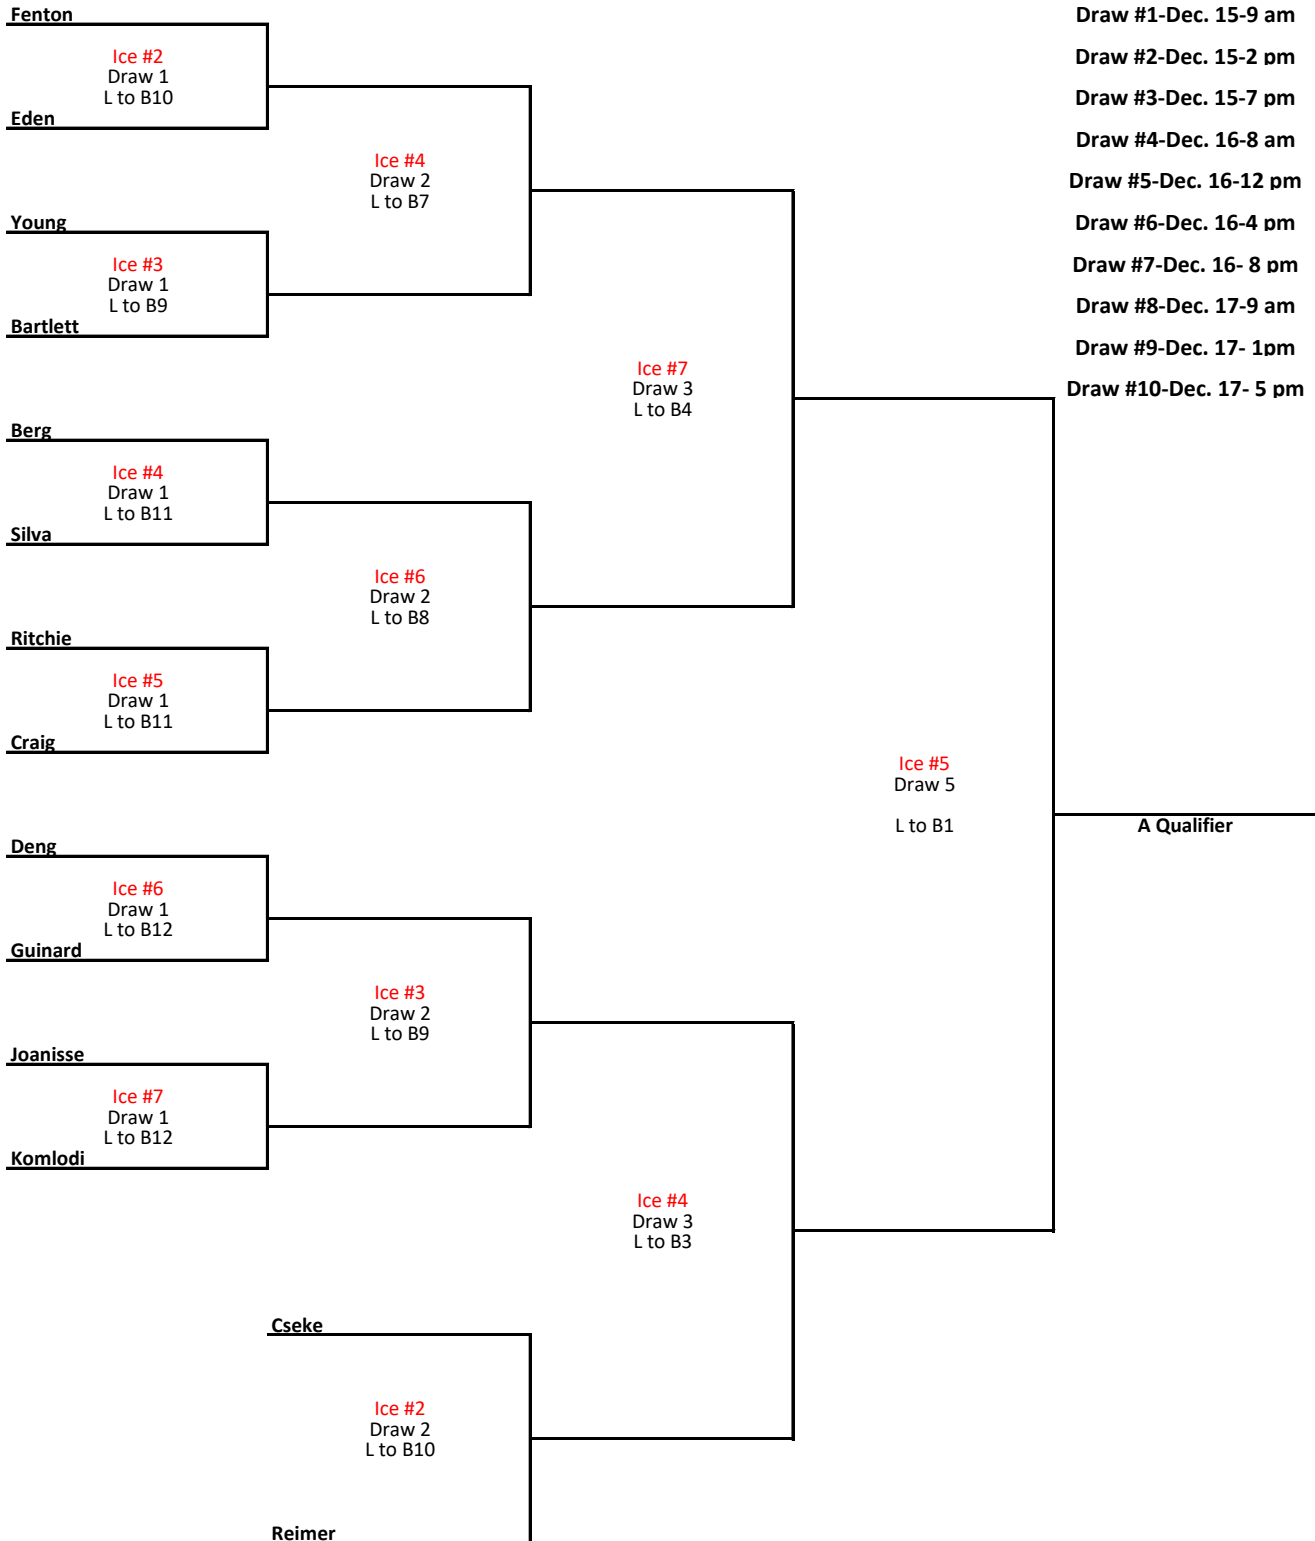 Fenton
Ice #2
Draw 1
L to B10
Eden
Ice #4
Draw 2
L to B7
Young
Ice #3
Draw 1
L to B9
Bartlett
Ice #7
Draw 3
L to B4
Berg
Ice #4
Draw 1
L to B11
Silva
Ice #6
Draw 2
L to B8
Ritchie
Ice #5
Draw 1
L to B11
Craig
Ice #5
Draw 5
L to B1
A Qualifier
Deng
Ice #6
Draw 1
L to B12
Guinard
Ice #3
Draw 2
L to B9
Joanisse
Ice #7
Draw 1
L to B12
Komlodi
Ice #4
Draw 3
L to B3
Cseke
Ice #2
Draw 2
L to B10
Reimer
Draw #1-Dec. 15-9 am
Draw #2-Dec. 15-2 pm
Draw #3-Dec. 15-7 pm
Draw #4-Dec. 16-8 am
Draw #5-Dec. 16-12 pm
Draw #6-Dec. 16-4 pm
Draw #7-Dec. 16- 8 pm
Draw #8-Dec. 17-9 am
Draw #9-Dec. 17- 1pm
Draw #10-Dec. 17- 5 pm